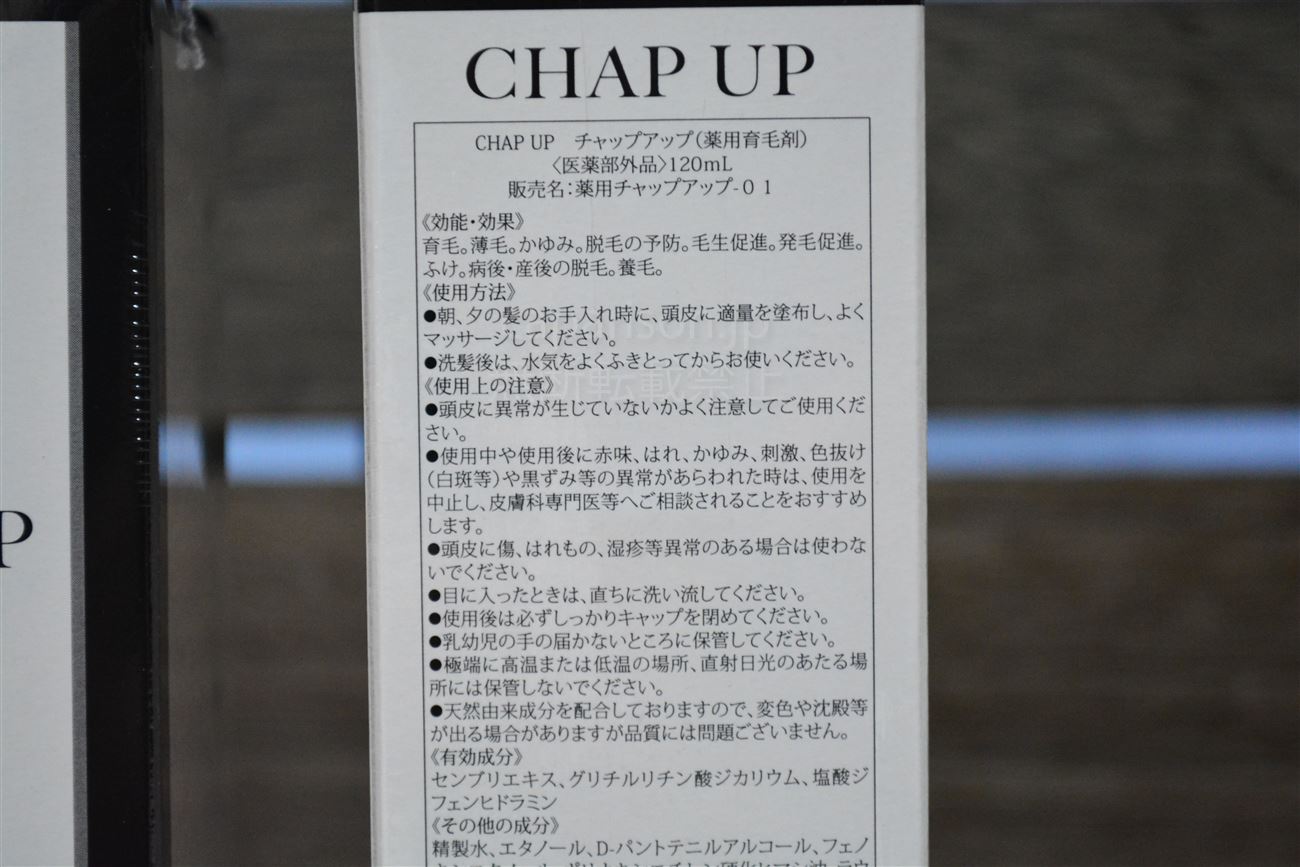 CHAP UP
CHAP UP　チャップアップ（薬用育毛剤）
〈医薬部外品〉120mL
販売名：薬用チャップアップ-０１
《効能・効果》
育毛。薄毛。かゆみ。脱毛の予防。毛生促進。発毛促進。
ふけ。病後・産後の脱毛。養毛。
《使用方法》
●朝、夕の髪のお手入れ時に、頭皮に適量を塗布し、よく
マッサージしてください。
●洗髪後は、水気をよくふきとってからお使いください。
《使用上の注意》
●頭皮に異常が生じていないかよく注意してご使用くだ
さい。
●使用中や使用後に赤味、はれ、かゆみ、刺激、色抜け
（白斑等）や黒ずみ等の異常があらわれた時は、使用を
中止し、皮膚科専門医等へご相談されることをおすすめ
します。
●頭皮に傷、はれもの、湿疹等異常のある場合は使わな
いでください。
●目に入ったときは、直ちに洗い流してください。
●使用後は必ずしっかりキャップを閉めてください。
●乳幼児の手の届かないところに保管してください。
●極端に高温または低温の場所、直射日光のあたる場
所には保管しないでください。
●天然由来成分を配合しておりますので、変色や沈殿等
が出る場合がありますが品質には問題ございません。
《有効成分》
センブリエキス、グリチルリチン酸ジカリウム、塩酸ジ
フェンヒドラミン
《その他の成分》
精製水、エタノール、D-パントテニルアルコール、フェノ
P